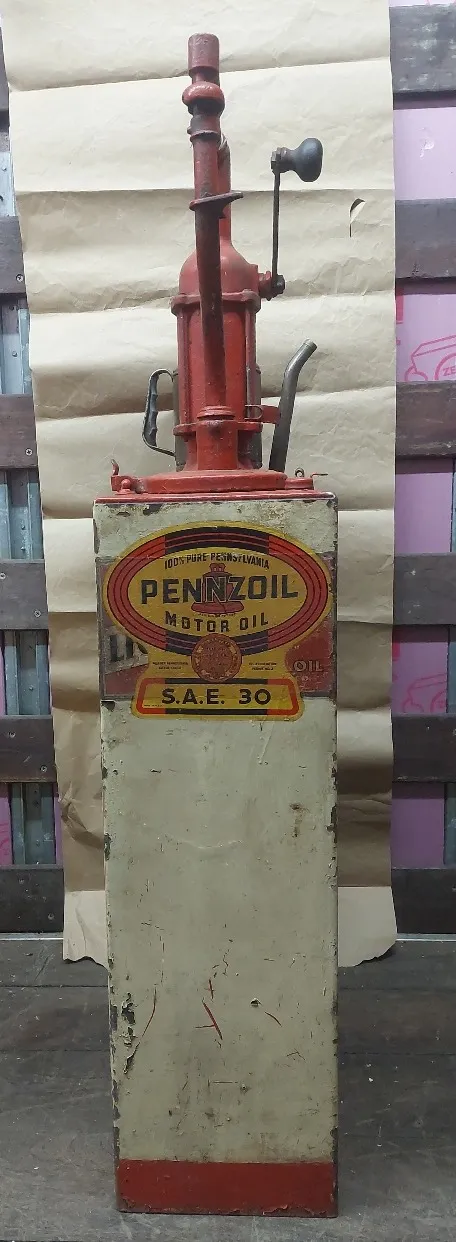 100% PURE PENNSYLVANIA
PENNZOIL
MOTOR OIL
OIL
S.A.E. 30